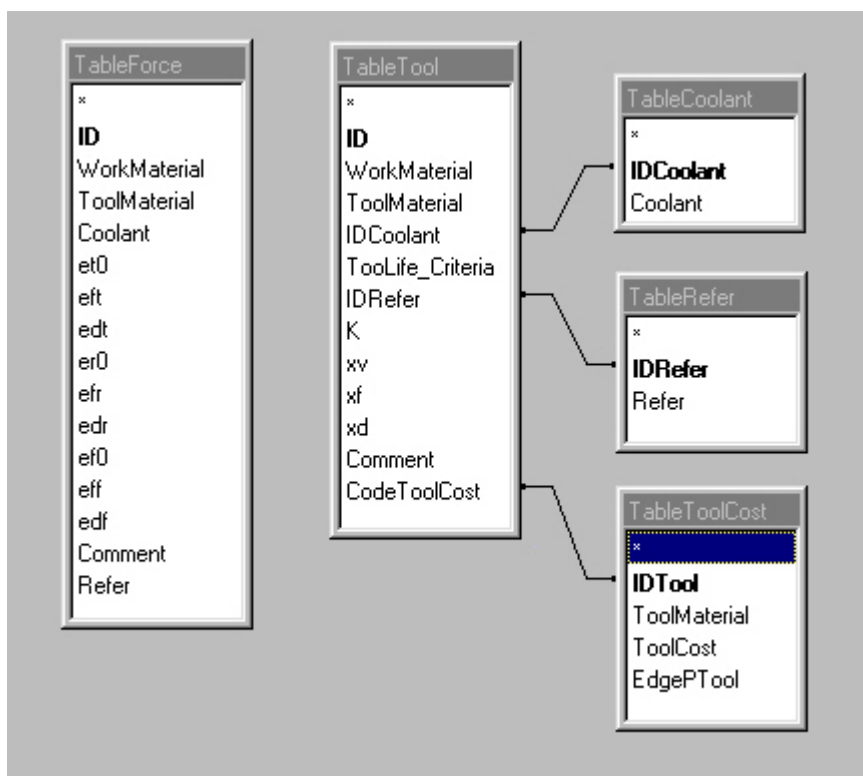 TableForce
*
ID
WorkMaterial
ToolMaterial
Coolant
et0
eft
edt
er0
efr
edr
ef0
eff
edf
Comment
Refer
TableTool
*
ID
WorkMaterial
ToolMaterial
IDCoolant
TooLife_Criteria
IDRefer
K
xv
xf
xd
Comment
CodeToolCost
TableCoolant
*
IDCoolant
Coolant
TableRefer
*
IDRefer
Refer
TableToolCost
*
IDTool
ToolMaterial
ToolCost
EdgePTool